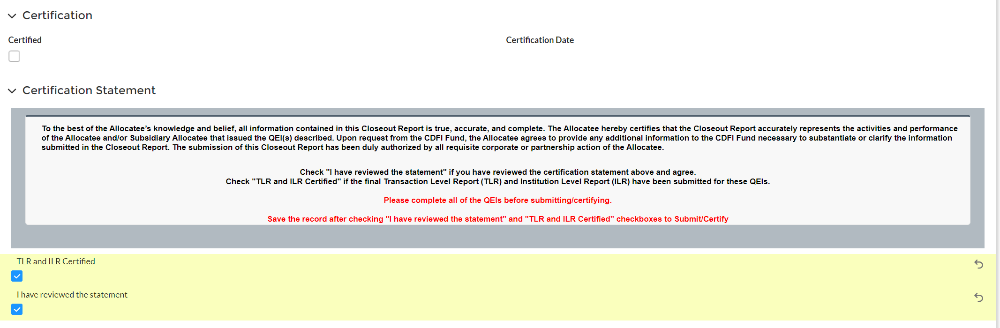 Certification
Certified
Certification Date
Certification Statement
To the best of the Allocatee’s knowledge and belief, all information contained in this Closeout Report is true, accurate, and complete. The Allocatee hereby certifies that the Closeout Report accurately represents the activities and performance
of the Allocatee and/or Subsidiary Allocatee that issued the QEI(s) described. Upon request from the CDFI Fund, the Allocatee agrees to provide any additional information to the CDFI Fund necessary to substantiate or clarify the information
submitted in the Closeout Report. The submission of this Closeout Report has been duly authorized by all requisite corporate or partnership action of the Allocatee.
Check "I have reviewed the statement" if you have reviewed the certification statement above and agree.
Check "TLR and ILR Certified" if the final Transaction Level Report (TLR) and Institution Level Report (ILR) have been submitted for these QEIs.
Please complete all of the QEIs before submitting/certifying.
Save the record after checking "I have reviewed the statement" and "TLR and ILR Certified" checkboxes to Submit/Certify
TLR and ILR Certified
I have reviewed the statement